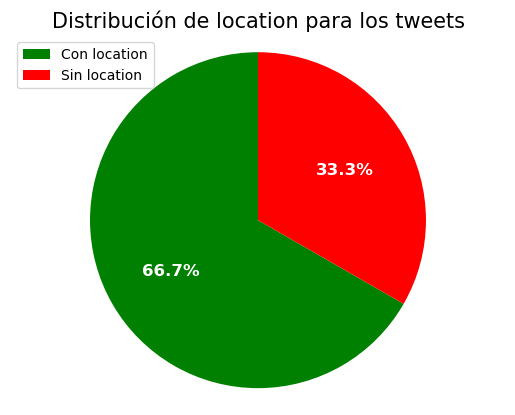 Distribución de location para los tweets
Con location
Sin location
33.3%
66.7%